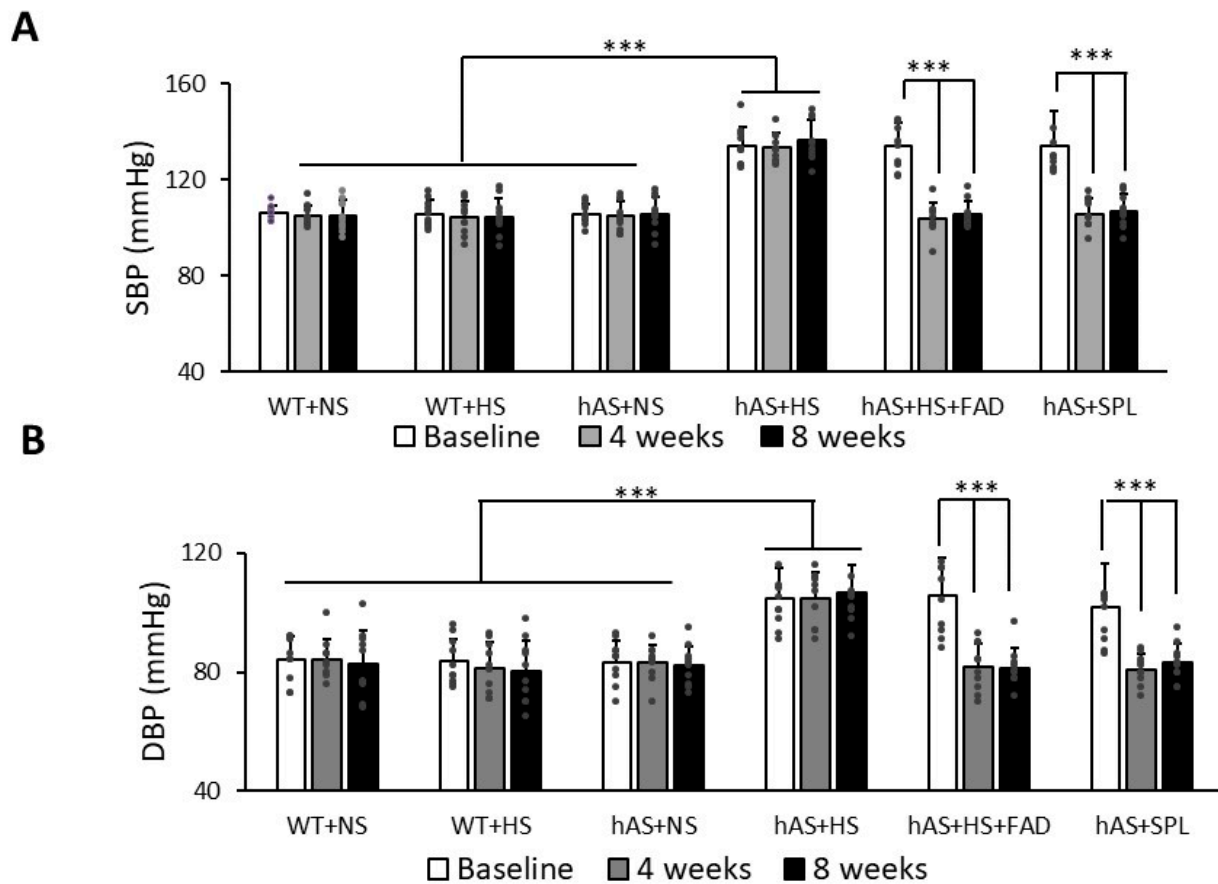 A
***
***
***
160
120
80
40
SBP (mmHg)
WT+NS WT+HS hAS+NS hAS+HS hAS+HS+FAD hAS+SPL
Baseline 4 weeks 8 weeks
B
***
***
***
120
80
40
DBP (mmHg)
WT+NS WT+HS hAS+NS hAS+HS hAS+HS+FAD hAS+SPL
Baseline 4 weeks 8 weeks